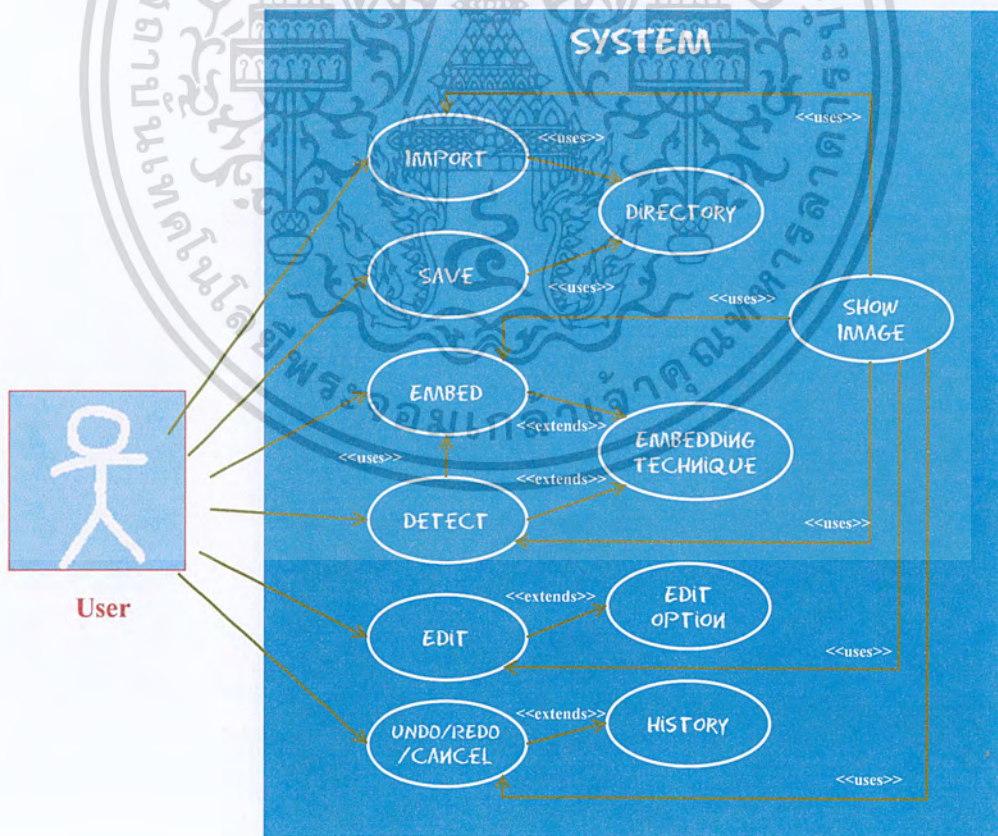 SYSTEM
<<uses>>
<<uses>>
IMPORT
DIRECTORY
SAVE
<<uses>>
<<uses>>
SHOW
IMAGE
EMBED
<<extends>>
EMBEDDING
TECHNIQUE
<<uses>>
<<extends>>
DETECT
<<uses>>
User
<<extends>>
EDIT
OPTION
EDIT
<<uses>>
<<extends>>
HISTORY
UNDO/REDO
/CANCEL
<<uses>>